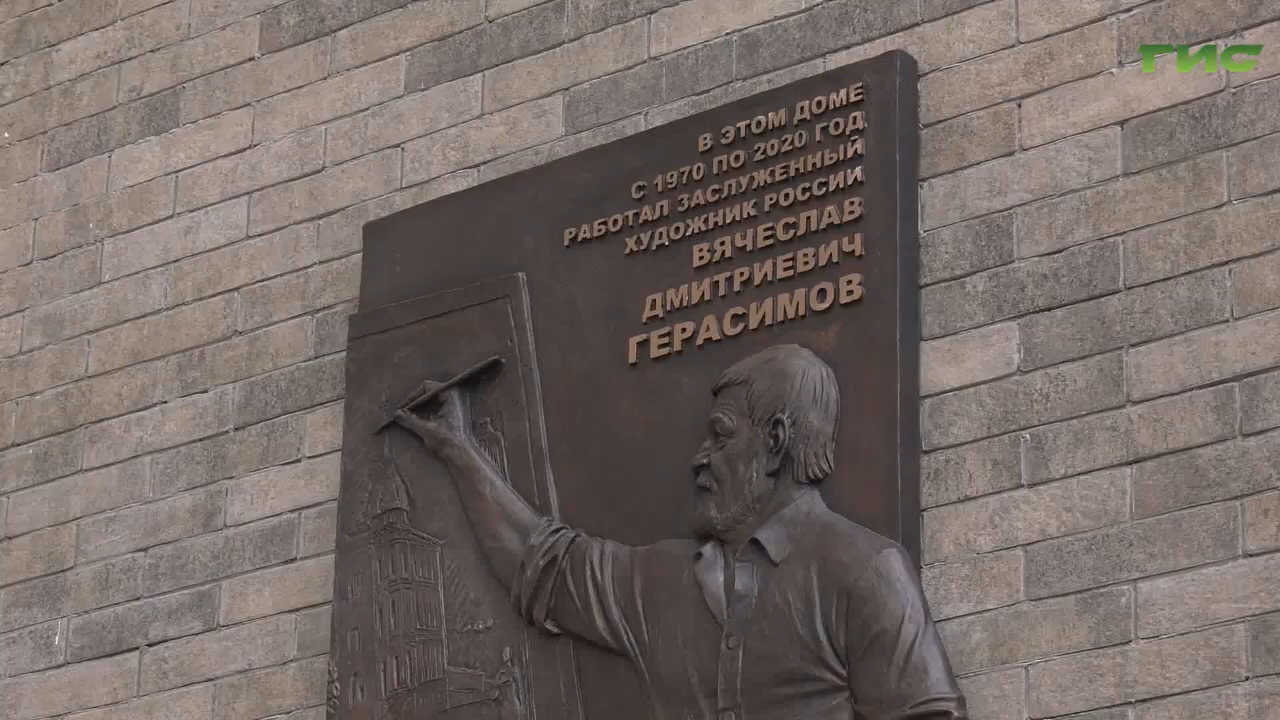 ГИС
В ЭТОМ ДОМЕ
С 1970 ПО 2020 ГОД
РАБОТАЛ ЗАСЛУЖЕННЫЙ
ХУДОЖНИК РОССИИ
ВЯЧЕСЛАВ
ДМИТРИЕВИЧ
ГЕРАСИМОВ